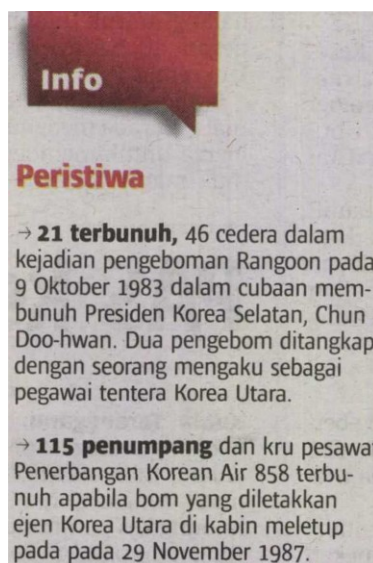 Info
Peristiwa
→ 21 terbunuh, 46 cedera dalam
kejadian pengeboman Rangoon pada
9 Oktober 1983 dalam cubaan mem-
bunuh Presiden Korea Selatan, Chun
Doo-hwan. Dua pengebom ditangkap
dengan seorang mengaku sebagai
pegawai tentera Korea Utara.
→ 115 penumpang dan kru pesawat
Penerbangan Korean Air 858 terbu-
nuh apabila bom yang diletakkan
ejen Korea Utara di kabin meletup
pada pada 29 November 1987.